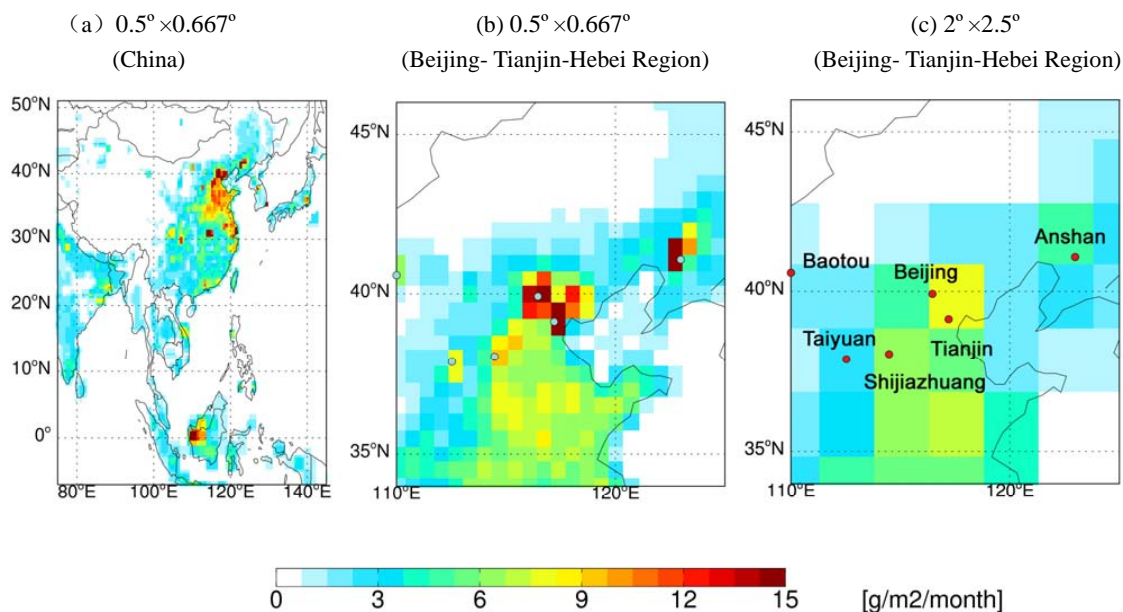 （a）0.5° ×0.667°
(China)
(b) 0.5° ×0.667°
(Beijing- Tianjin-Hebei Region)
(c) 2° ×2.5°
(Beijing- Tianjin-Hebei Region)
50°N
40°N
30°N
20°N
10°N
0°
80°E 100°E 120°E 140°E
45°N
40°N
35°N
110°E 120°E
45°N
40°N
35°N
110°E 120°E
Anshan
Baotou
Beijing
Taiyuan
Tianjin
Shijiazhuang
0 3 6 9 12 15 [g/m2/month]